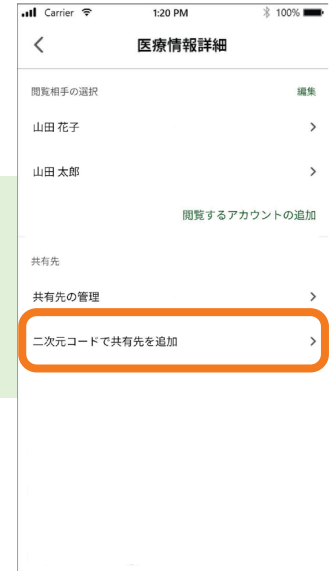 Carrier 1:20 PM 100%
医療情報詳細
閲覧相手の選択 編集
山田 花子
山田 太郎
閲覧するアカウントの追加
共有先
共有先の管理
二次元コードで共有先を追加